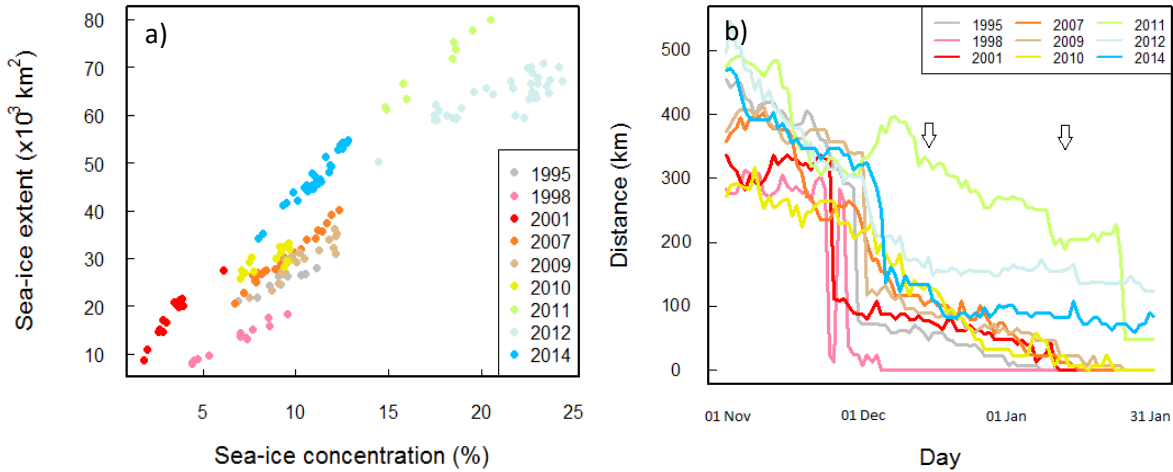 a)
80
70
60
50
40
30
20
10
Sea-ice extent (x10³ km²)
1995
1998
2001
2007
2009
2010
2011
2012
2014
5 10 15 20 25
Sea-ice concentration (%)
b)
1995 2007 2011
1998 2009 2012
2001 2010 2014
500
400
300
200
100
0
Distance (km)
01 Nov 01 Dec 01 Jan 31 Jan
Day